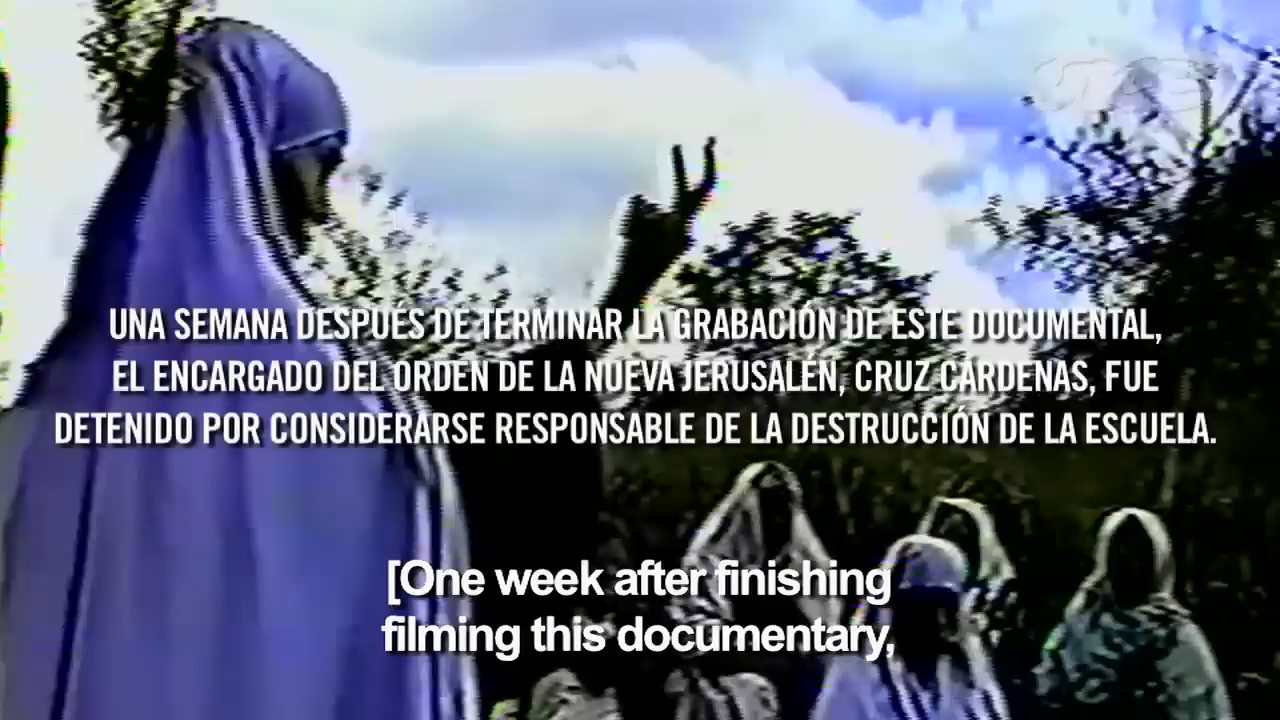 VICE
UNA SEMANA DESPUÉS DE TERMINAR LA GRABACIÓN DE ESTE DOCUMENTAL,
EL ENCARGADO DEL ORDEN DE LA NUEVA JERUSALÉN, CRUZ CÁRDENAS, FUE
DETENIDO POR CONSIDERARSE RESPONSABLE DE LA DESTRUCCIÓN DE LA ESCUELA.
[One week after finishing
filming this documentary,